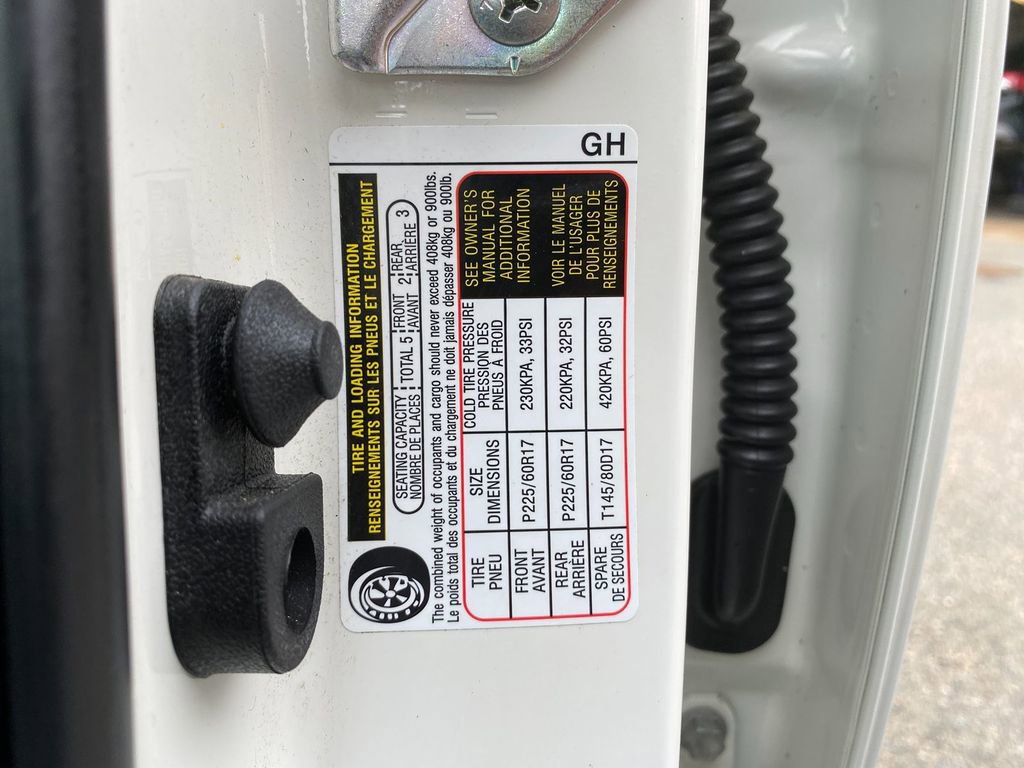 GH
TIRE AND LOADING INFORMATION
RENSEIGNEMENTS SUR LES PNEUS ET LE CHARGEMENT
SEATING CAPACITY TOTAL 5 FRONT 2 REAR 3
NOMBRE DE PLACES AVANT ARRIÈRE
The combined weight of occupants and cargo should never exceed 408kg or 900lbs.
Le poids total des occupants et du chargement ne doit jamais dépasser 408kg ou 900lb.
TIRE
PNEU
SIZE
DIMENSIONS
COLD TIRE PRESSURE
PRESSION DES
PNEUS À FROID
SEE OWNER'S
MANUAL FOR
ADDITIONAL
INFORMATION
FRONT
AVANT
P225/60R17
230KPA, 33PSI
REAR
ARRIÈRE
P225/60R17
220KPA, 32PSI
VOIR LE MANUEL
DE L'USAGER
POUR PLUS DE
RENSEIGNEMENTS
SPARE
DE SECOURS
T145/80D17
420KPA, 60PSI